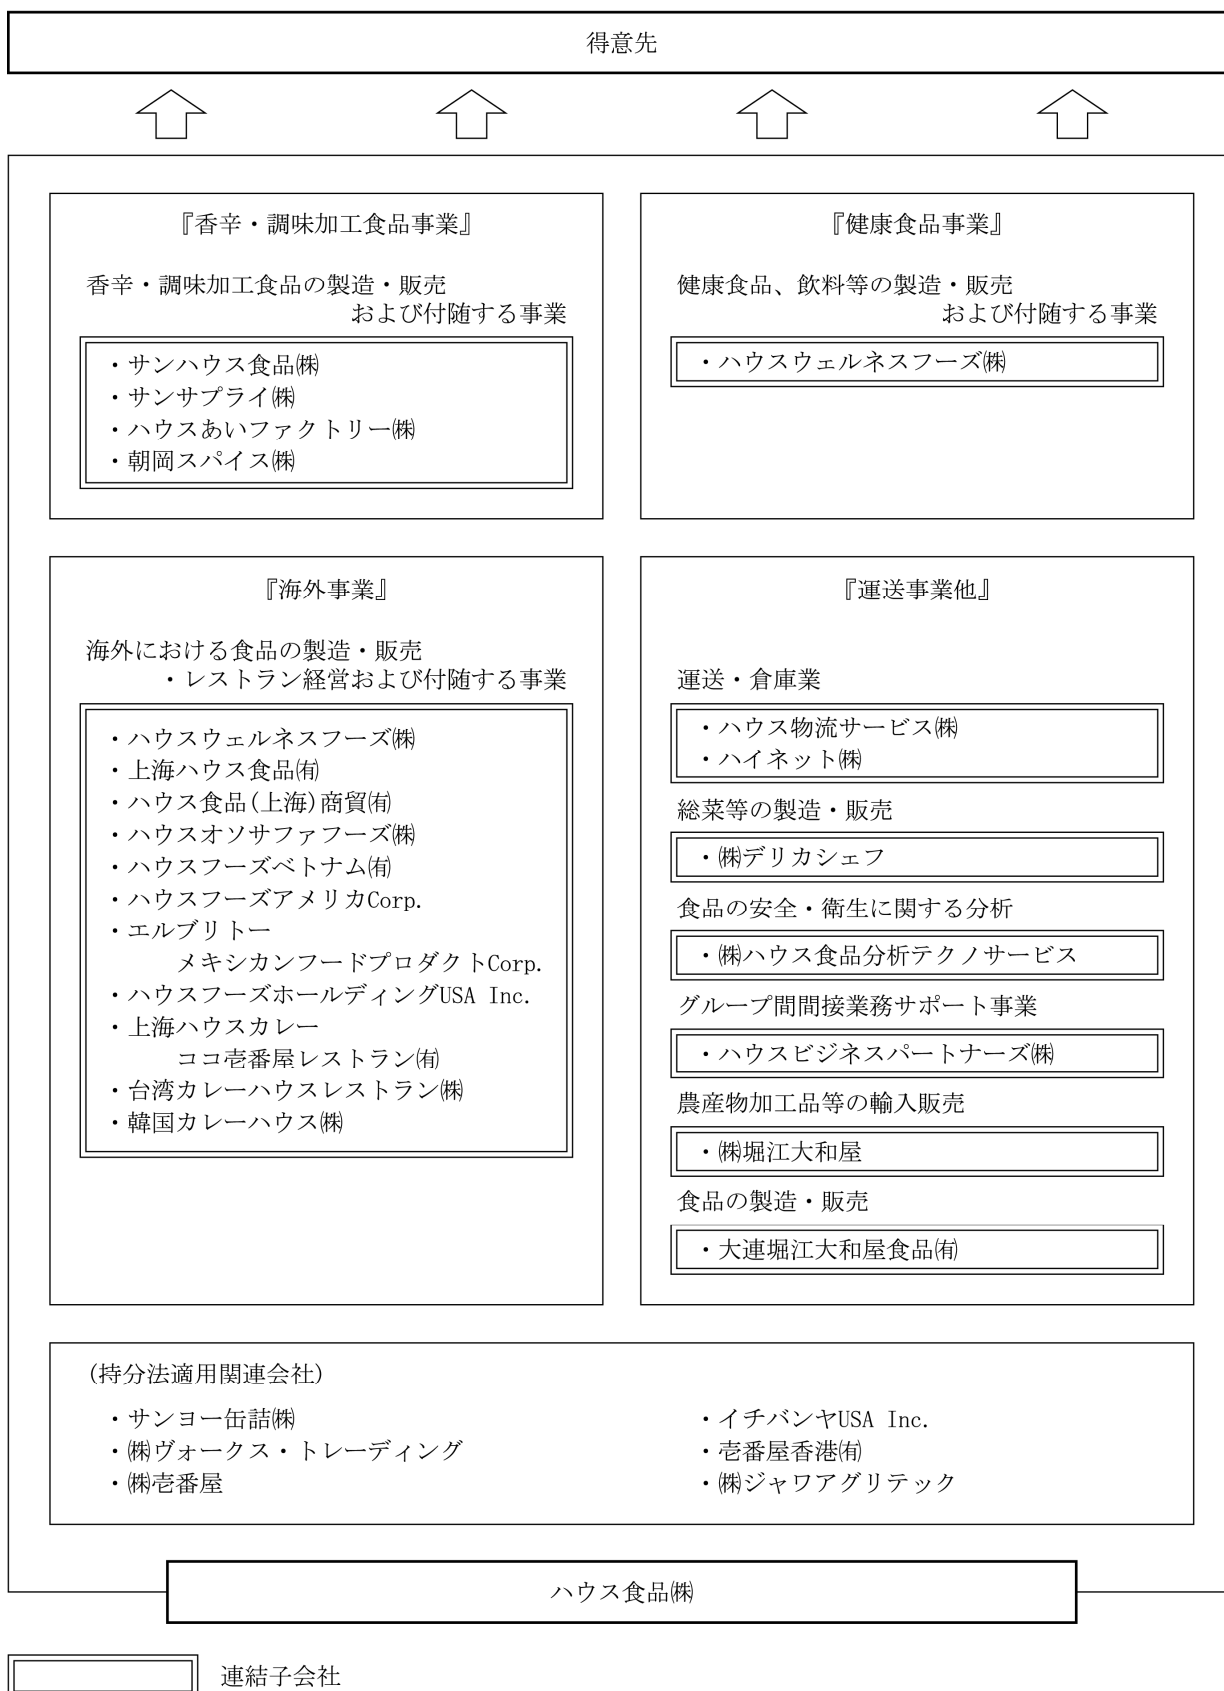 得意先
『香辛・調味加工食品事業』
香辛・調味加工食品の製造・販売
および付随する事業
・サンハウス食品㈱
・サンサプライ㈱
・ハウスあいファクトリー㈱
・朝岡スパイス㈱
『健康食品事業』
健康食品、飲料等の製造・販売
および付随する事業
・ハウスウェルネスフーズ㈱
『海外事業』
海外における食品の製造・販売
・レストラン経営および付随する事業
・ハウスウェルネスフーズ㈱
・上海ハウス食品㈲
・ハウス食品(上海)商貿㈲
・ハウスオソサファフーズ㈱
・ハウスフーズベトナム㈲
・ハウスフーズアメリカCorp.
・エルブリトー
メキシカンフードプロダクトCorp.
・ハウスフーズホールディングUSA Inc.
・上海ハウスカレー
ココ壱番屋レストラン㈲
・台湾カレーハウスレストラン㈱
・韓国カレーハウス㈱
『運送事業他』
運送・倉庫業
・ハウス物流サービス㈱
・ハイネット㈱
総菜等の製造・販売
・㈱デリカシェフ
食品の安全・衛生に関する分析
・㈱ハウス食品分析テクノサービス
グループ間間接業務サポート事業
・ハウスビジネスパートナーズ㈱
農産物加工品等の輸入販売
・㈱堀江大和屋
食品の製造・販売
・大連堀江大和屋食品㈲
(持分法適用関連会社)
・サンヨー缶詰㈱
・㈱ヴォークス・トレーディング
・㈱壱番屋
・イチバンヤUSA Inc.
・壱番屋香港㈲
・㈱ジャワアグリテック
ハウス食品㈱
連結子会社